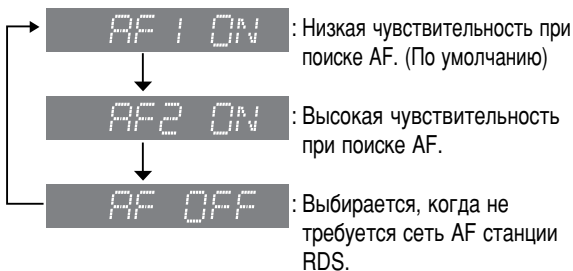 AF 1 ON
: Низкая чувствительность при
поиске AF. (По умолчанию)
AF2 ON
: Высокая чувствительность
при поиске AF.
AF OFF
: Выбирается, когда не
требуется сеть AF станции
RDS.